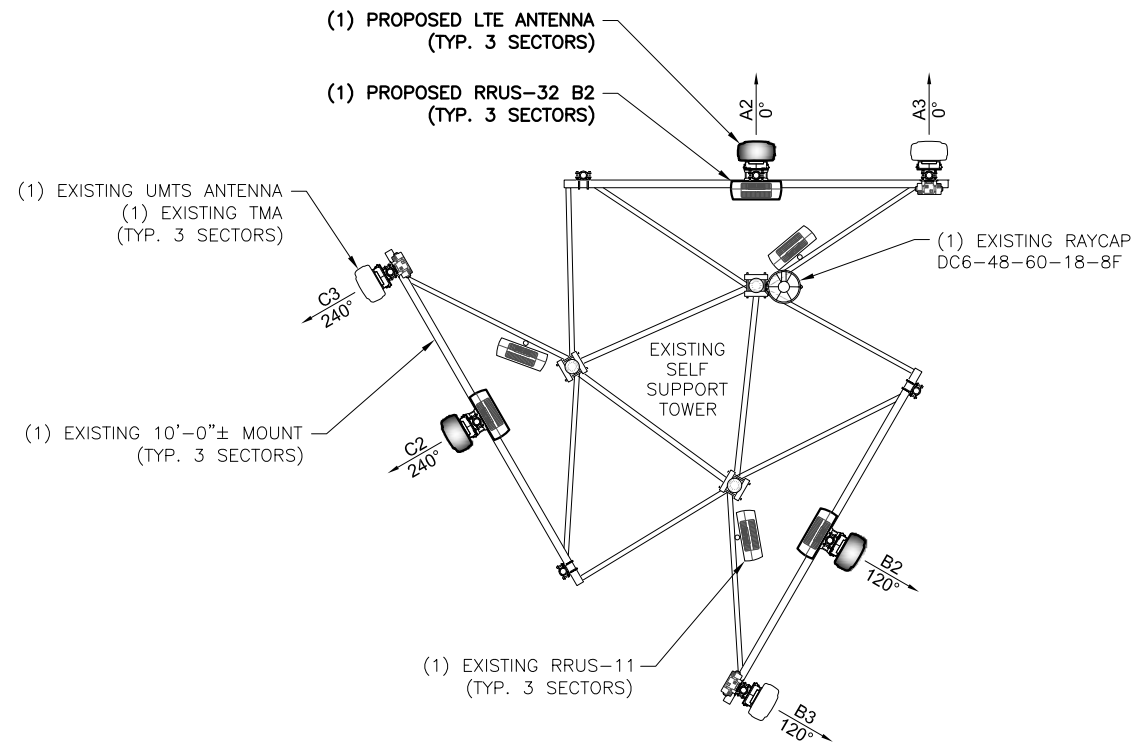 (1) PROPOSED LTE ANTENNA
(TYP. 3 SECTORS)
(1) PROPOSED RRUS-32 B2
(TYP. 3 SECTORS)
A2
0°
A3
0°
(1) EXISTING UMTS ANTENNA
(1) EXISTING TMA
(TYP. 3 SECTORS)
(1) EXISTING RAYCAP
DC6-48-60-18-8F
C3
240°
EXISTING
SELF
SUPPORT
TOWER
(1) EXISTING 10'-0"± MOUNT
(TYP. 3 SECTORS)
C2
240°
B2
120°
(1) EXISTING RRUS-11
(TYP. 3 SECTORS)
B3
120°